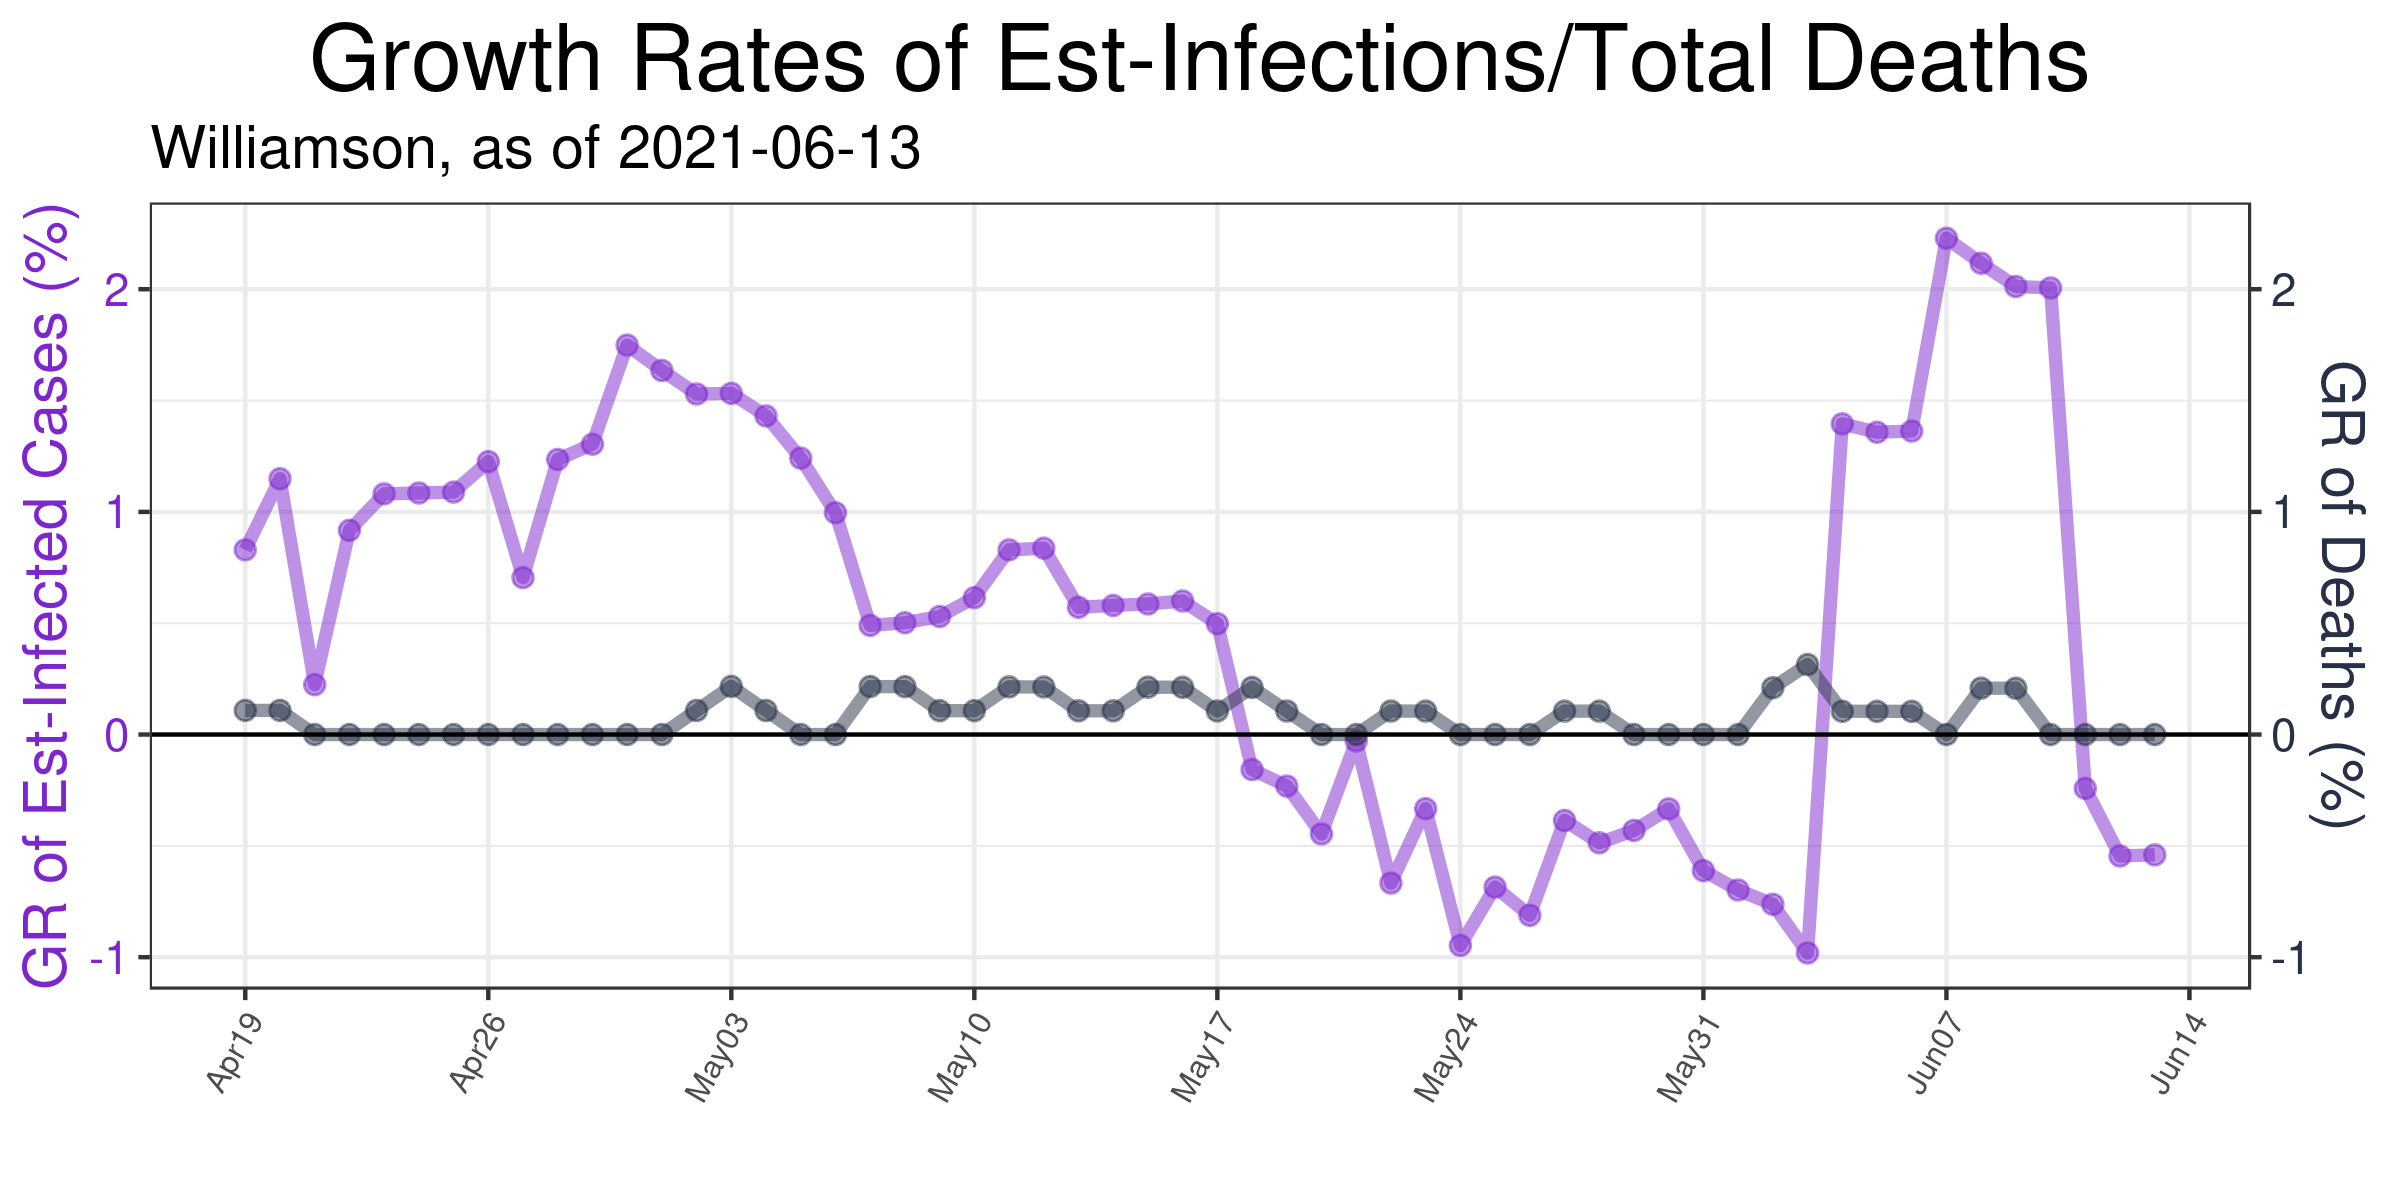 Growth Rates of Est-Infections/Total Deaths
Williamson, as of 2021-06-13
GR of Est-Infected Cases (%)
2
1
0
-1
2
1
0
-1
GR of Deaths (%)
Apr19
Apr26
May03
May10
May17
May24
May31
Jun07
Jun14